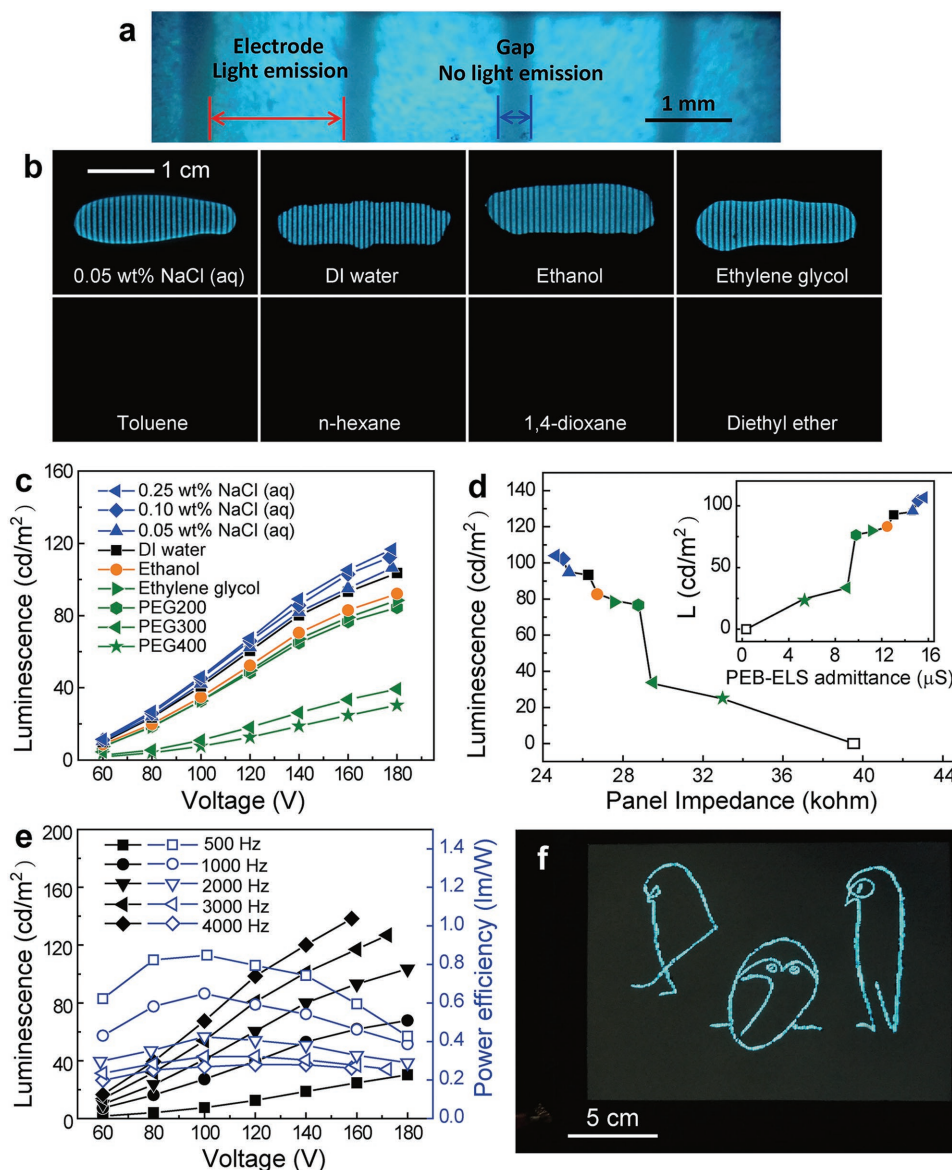 a
Electrode
Light emission
Gap
No light emission
1 mm
b
1 cm
0.05 wt% NaCl (aq)
DI water
Ethanol
Ethylene glycol
Toluene
n-hexane
1,4-dioxane
Diethyl ether
c
0.25 wt% NaCl (aq)
0.10 wt% NaCl (aq)
0.05 wt% NaCl (aq)
DI water
Ethanol
Ethylene glycol
PEG200
PEG300
PEG400
Luminescence (cd/m²)
160
120
80
40
0
60 80 100 120 140 160 180
Voltage (V)
d
Luminescence (cd/m²)
140
120
100
80
60
40
20
0
24 28 32 36 40 44
Panel Impedance (kohm)
L (cd/m²)
100
50
0
0 4 8 12 16
PEB-ELS admittance (µS)
e
500 Hz
1000 Hz
2000 Hz
3000 Hz
4000 Hz
Luminescence (cd/m²)
200
160
120
80
40
0
60 80 100 120 140 160 180
Voltage (V)
1.4
1.2
1.0
0.8
0.6
0.4
0.2
0.0
Power efficiency (lm/W)
f
5 cm